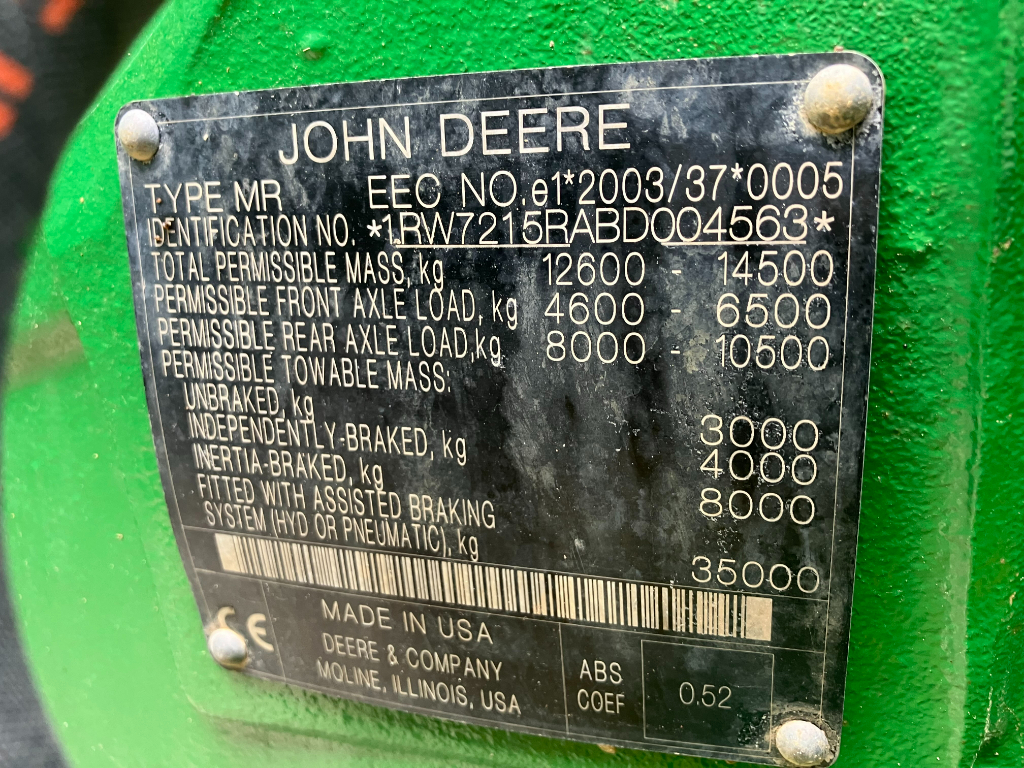 JOHN DEERE
TYPE MR EEC NO. e1*2003/37*0005
IDENTIFICATION NO. *1RW7215RABD004563*
TOTAL PERMISSIBLE MASS, kg 12600 - 14500
PERMISSIBLE FRONT AXLE LOAD, kg 4600 - 6500
PERMISSIBLE REAR AXLE LOAD,kg 8000 - 10500
PERMISSIBLE TOWABLE MASS:
UNBRAKED, kg 3000
INDEPENDENTLY-BRAKED, kg 4000
INERTIA-BRAKED, kg 8000
FITTED WITH ASSISTED BRAKING
SYSTEM (HYD OR PNEUMATIC), kg 35000
CE
MADE IN USA
DEERE & COMPANY
MOLINE, ILLINOIS, USA
ABS
COEF
0.52